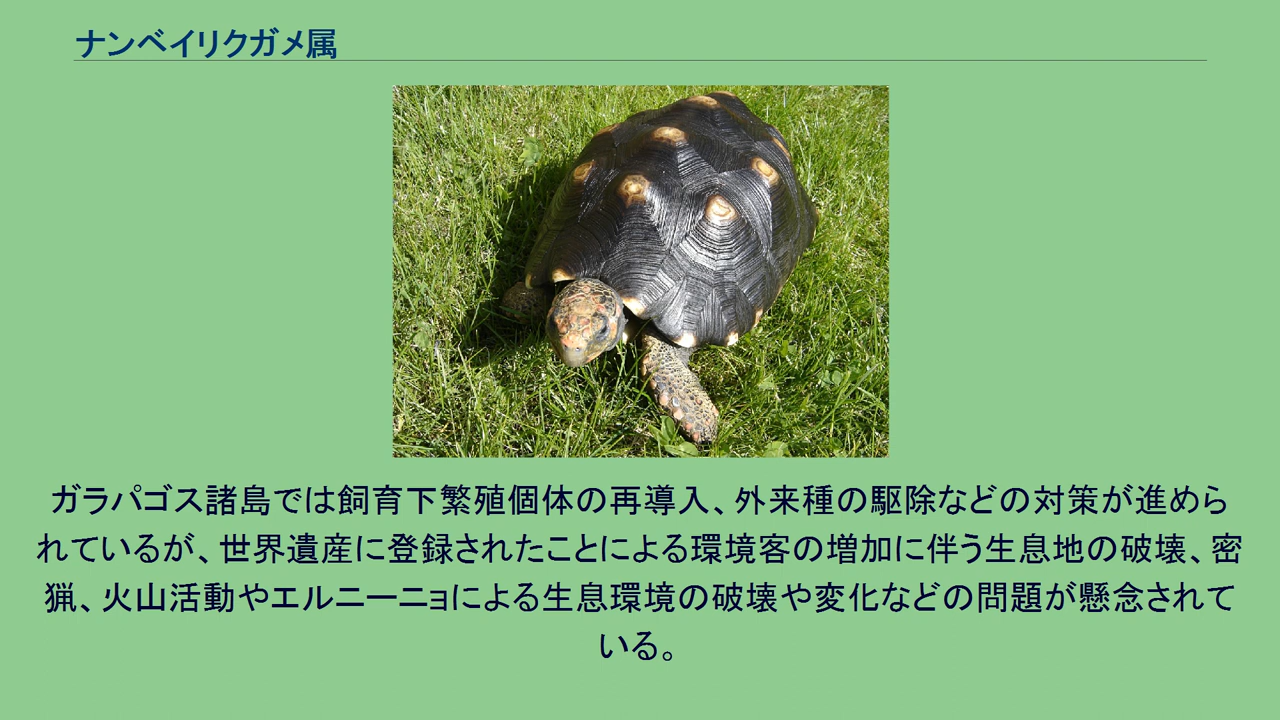 ナンベイリクガメ属
ガラパゴス諸島では飼育下繁殖個体の再導入、外来種の駆除などの対策が進めら
れているが、世界遺産に登録されたことによる環境客の増加に伴う生息地の破壊、密
猟、火山活動やエルニーニョによる生息環境の破壊や変化などの問題が懸念されて
いる。